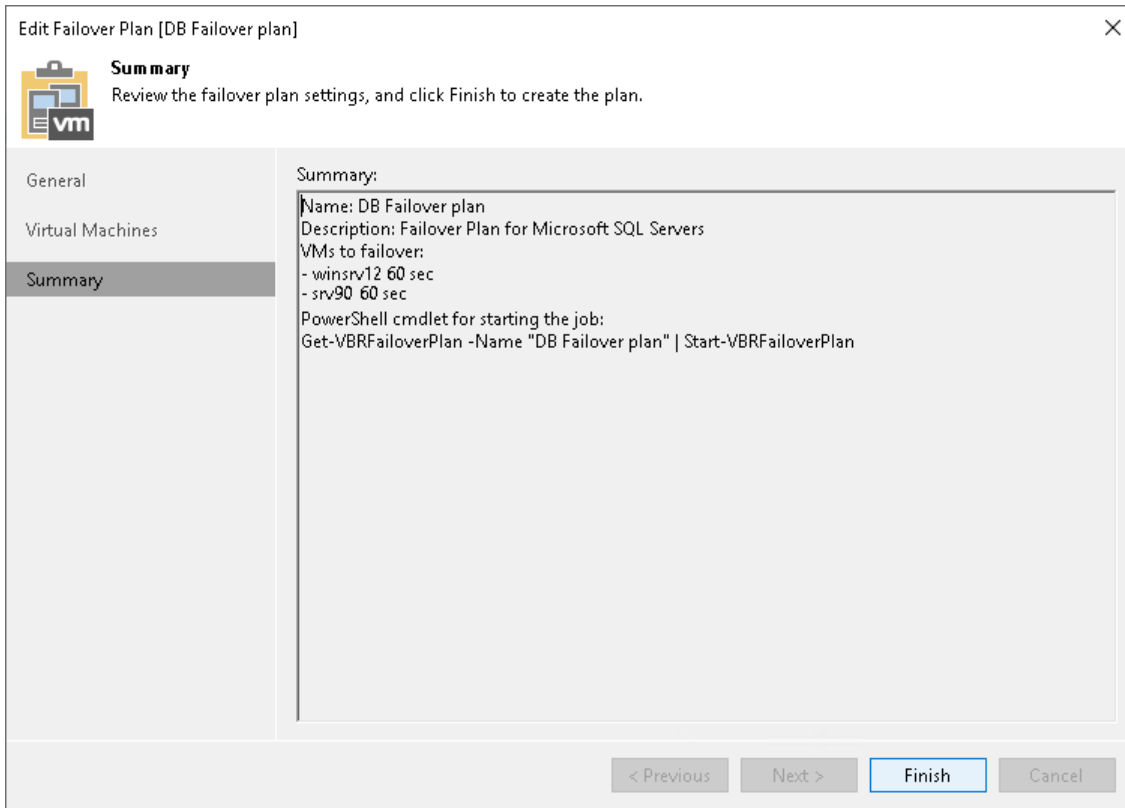 Edit Failover Plan [DB Failover plan]
Summary
Review the failover plan settings, and click Finish to create the plan.
vm
General
Virtual Machines
Summary
Summary:
Name: DB Failover plan
Description: Failover Plan for Microsoft SQL Servers
VMs to failover:
- winsrv12 60 sec
- srv90 60 sec
PowerShell cmdlet for starting the job:
Get-VBRFailoverPlan -Name "DB Failover plan" | Start-VBRFailoverPlan
< Previous
Next >
Finish
Cancel